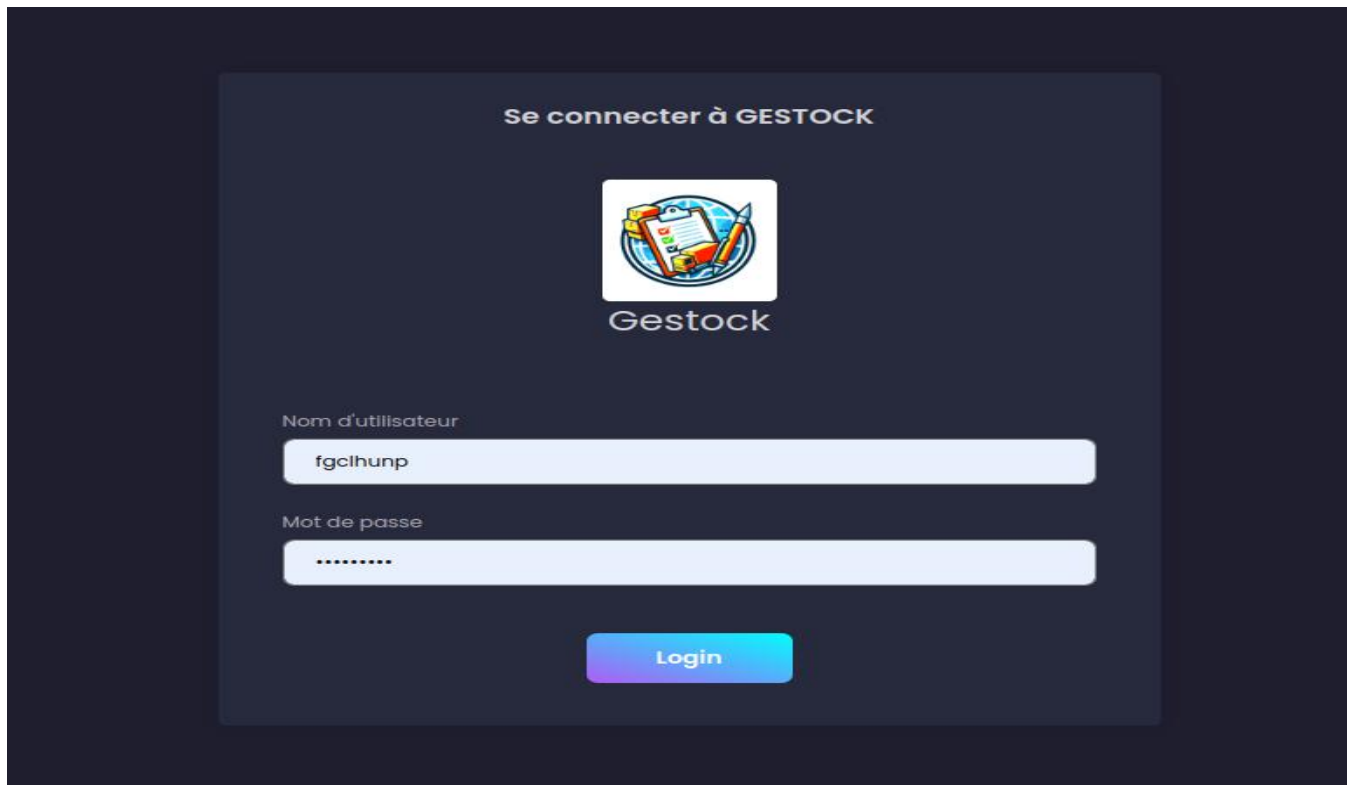 Se connecter à GESTOCK
Gestock
Nom d'utilisateur
fgclhunp
Mot de passe
•••••••••
Login